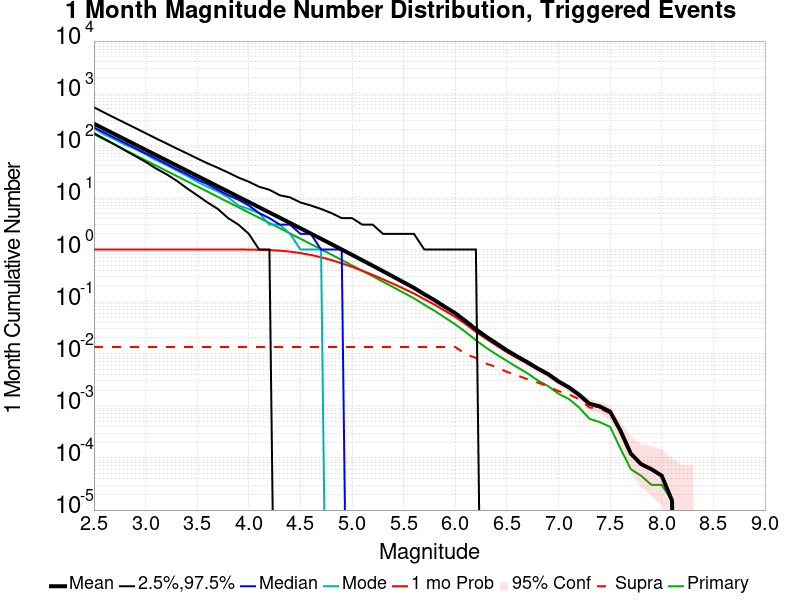 1 Month Magnitude Number Distribution, Triggered Events
1 Month Cumulative Number
10^4
10^3
10^2
10^1
10^0
10^-1
10^-2
10^-3
10^-4
10^-5
2.5 3.0 3.5 4.0 4.5 5.0 5.5 6.0 6.5 7.0 7.5 8.0 8.5 9.0
Magnitude
Mean 2.5%,97.5% Median Mode 1 mo Prob 95% Conf Supra Primary